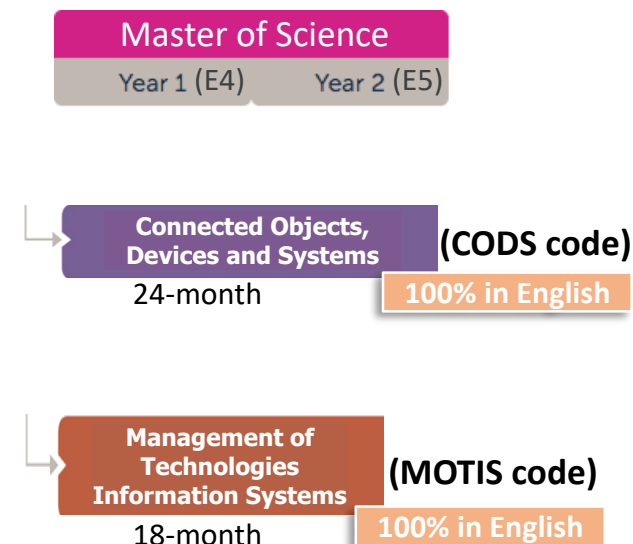 Master of Science
Year 1 (E4) Year 2 (E5)
Connected Objects,
Devices and Systems
(CODS code)
24-month
100% in English
Management of
Technologies
Information Systems
(MOTIS code)
18-month
100% in English